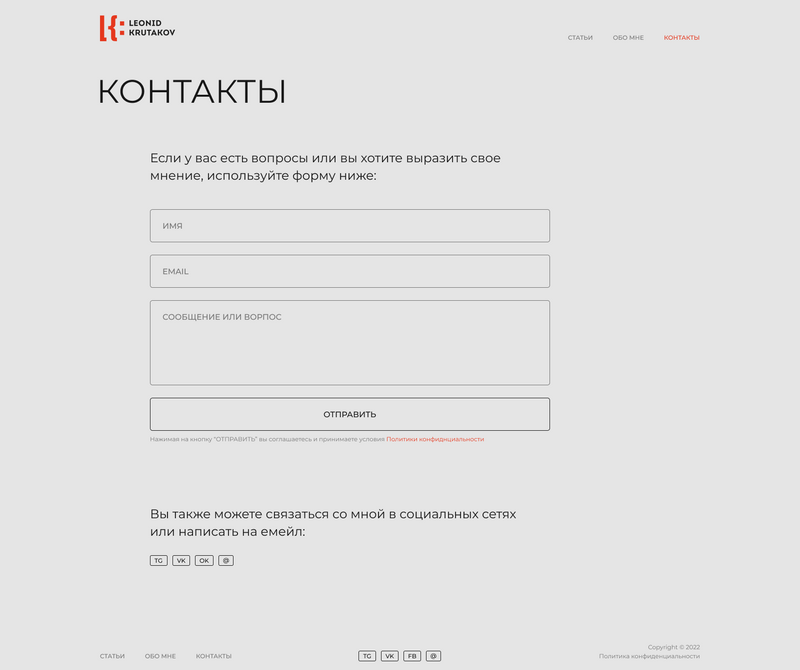 LEONID
KRUTAKOV
СТАТЬИ ОБО МНЕ КОНТАКТЫ
КОНТАКТЫ
Если у вас есть вопросы или вы хотите выразить свое
мнение, используйте форму ниже:
ИМЯ
EMAIL
СООБЩЕНИЕ ИЛИ ВОРПОС
ОТПРАВИТЬ
Нажимая на кнопку "ОТПРАВИТЬ" вы соглашаетесь и принимаете условия Политики конфиднциальности
Вы также можете связаться со мной в социальных сетях
или написать на емейл:
TG VK OK @
СТАТЬИ ОБО МНЕ КОНТАКТЫ
TG VK FB @
Copyright © 2022
Политика конфиденциальности